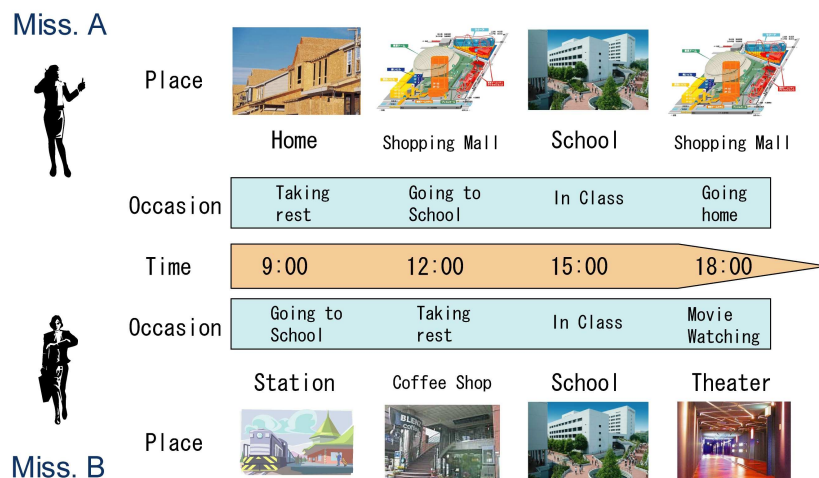 Miss. A
Place
Home
Shopping Mall
School
Shopping Mall
Occasion
Taking
rest
Going to
School
In Class
Going
home
Time
9:00
12:00
15:00
18:00
Occasion
Going to
School
Taking
rest
In Class
Movie
Watching
Station
Coffee Shop
School
Theater
Place
Miss. B